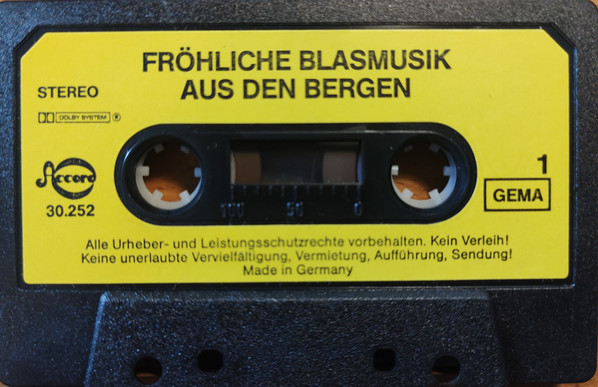 FRÖHLICHE BLASMUSIK
AUS DEN BERGEN
STEREO
DOLBY SYSTEM ®
Accord
30.252
1
GEMA
100 50 0
Alle Urheber- und Leistungsschutzrechte vorbehalten. Kein Verleih!
Keine unerlaubte Vervielfältigung, Vermietung, Aufführung, Sendung!
Made in Germany